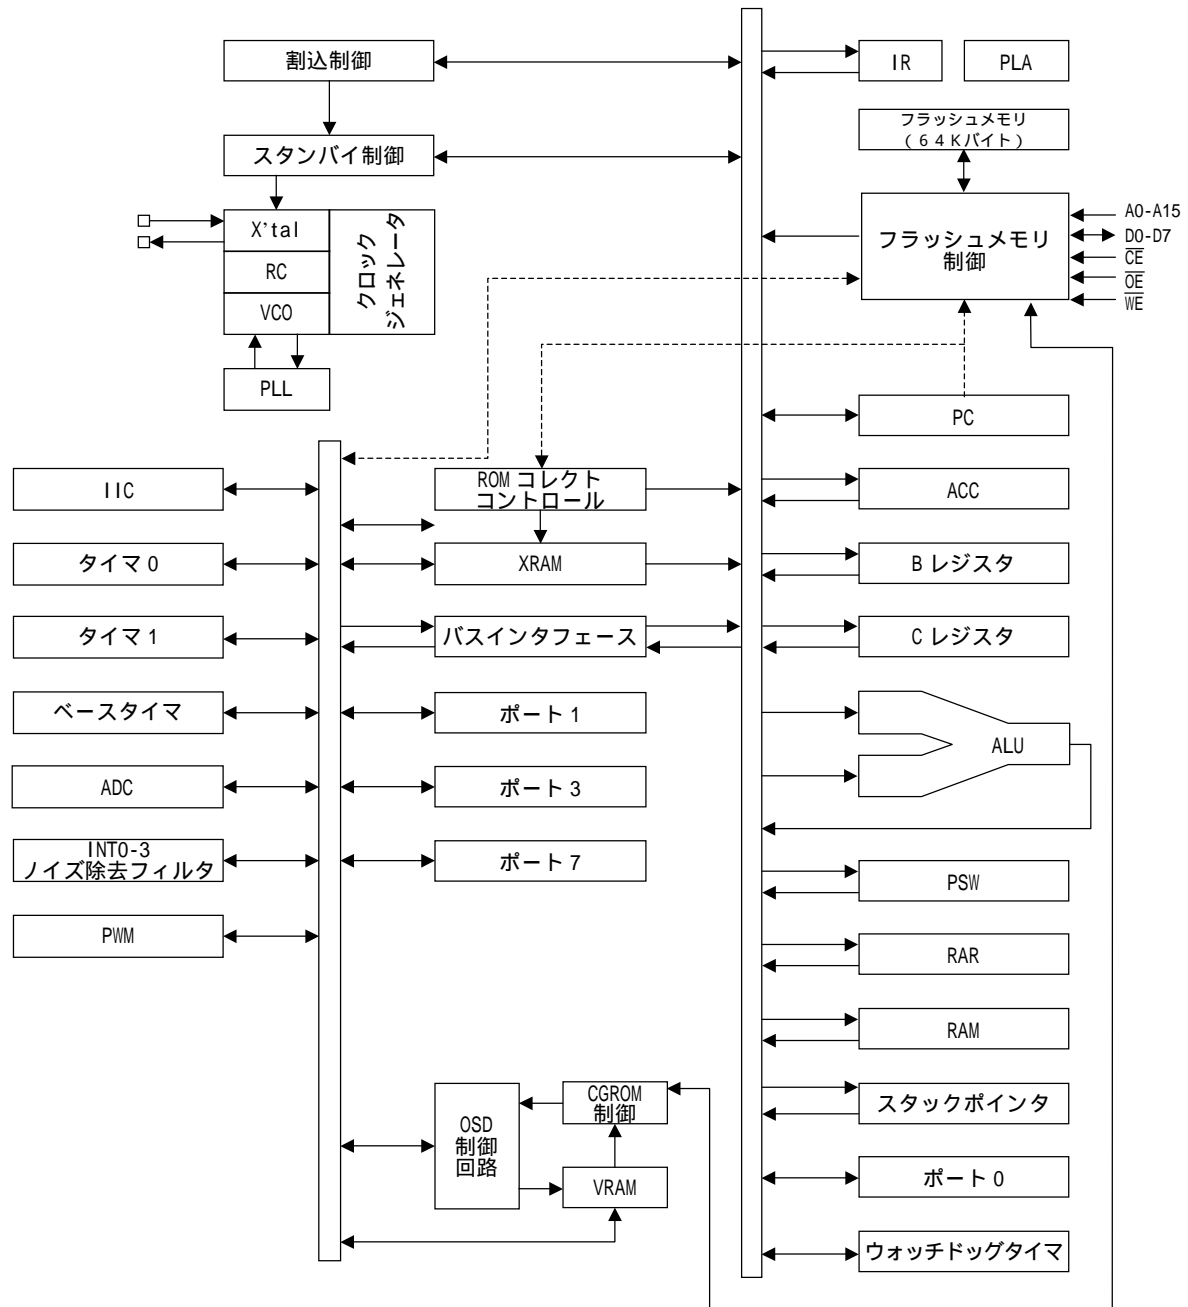 割込制御
スタンバイ制御
X'tal
RC
VCO
クロック
ジェネレータ
PLL
IR
PLA
フラッシュメモリ
(64Kバイト)
フラッシュメモリ
制御
A0-A15
D0-D7
CE
OE
WE
PC
IIC
タイマ0
タイマ1
ベースタイマ
ADC
INT0-3
ノイズ除去フィルタ
PWM
ROMコレクト
コントロール
XRAM
バスインタフェース
ポート1
ポート3
ポート7
ACC
Bレジスタ
Cレジスタ
ALU
PSW
RAR
RAM
スタックポインタ
ポート0
ウォッチドッグタイマ
OSD
制御
回路
CGROM
制御
VRAM